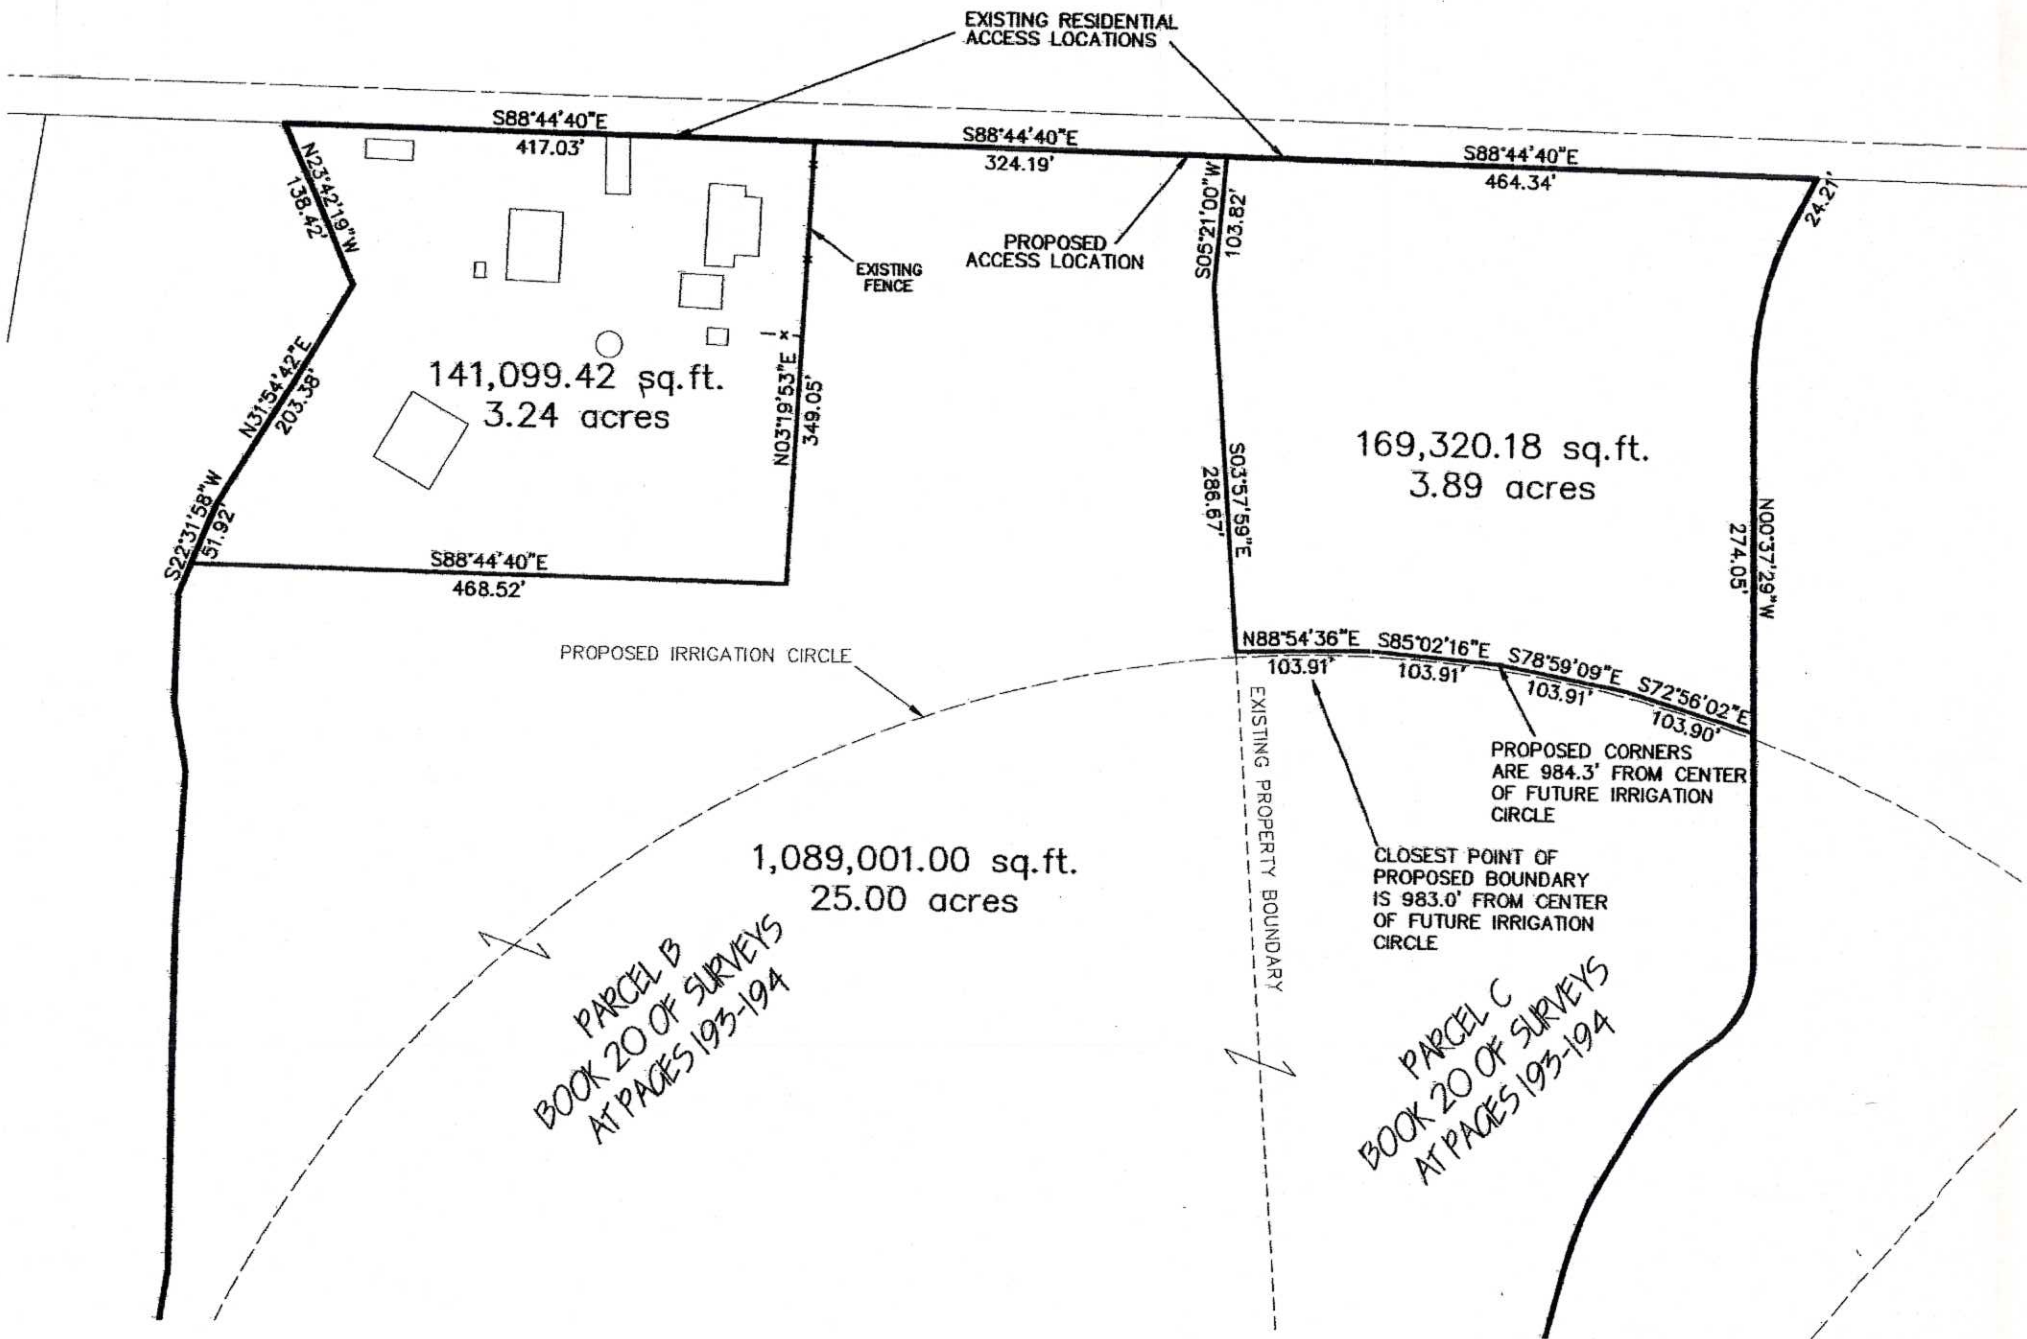 EXISTING RESIDENTIAL
ACCESS LOCATIONS
S88°44'40"E
417.03'
S88°44'40"E
324.19'
S88°44'40"E
464.34'
24.21'
N23°42'19"W
138.42'
S05°21'00"W
103.82'
PROPOSED
ACCESS LOCATION
EXISTING
FENCE
N31°54'42"E
203.38'
141,099.42 sq.ft.
3.24 acres
N03°19'53"E
349.05'
169,320.18 sq.ft.
3.89 acres
S03°57'59"E
286.67'
N00°37'29"W
274.05'
S22°31'58"W
51.92'
S88°44'40"E
468.52'
PROPOSED IRRIGATION CIRCLE
N88°54'36"E
103.91'
S85°02'16"E
103.91'
S78°59'09"E
103.91'
S72°56'02"E
103.90'
EXISTING PROPERTY BOUNDARY
PROPOSED CORNERS
ARE 984.3' FROM CENTER
OF FUTURE IRRIGATION
CIRCLE
1,089,001.00 sq.ft.
25.00 acres
CLOSEST POINT OF
PROPOSED BOUNDARY
IS 983.0' FROM CENTER
OF FUTURE IRRIGATION
CIRCLE
PARCEL B
BOOK 20 OF SURVEYS
AT PAGES 193-194
PARCEL C
BOOK 20 OF SURVEYS
AT PAGES 193-194